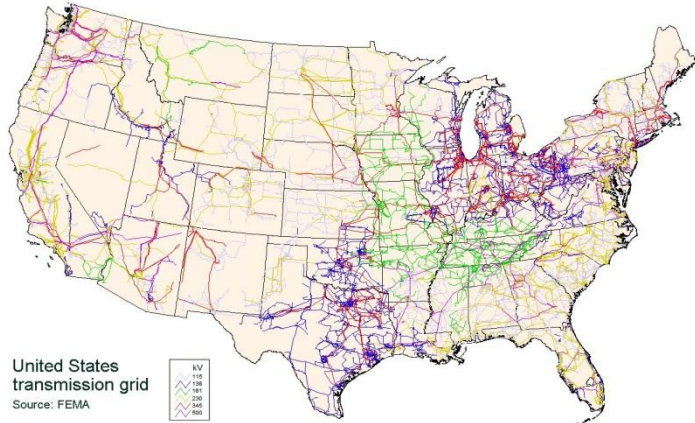 United States
transmission grid
Source: FEMA
kV
115
138
161
230
345
500